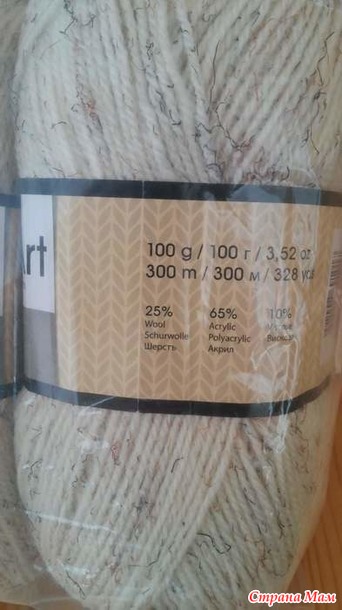 Art
100 g / 100 г / 3,52 oz
300 m / 300 м / 328 yds
25% 65% 10%
Wool Acrylic
Schurwolle Polyacrylic
Шерсть Акрил
Страна Мам